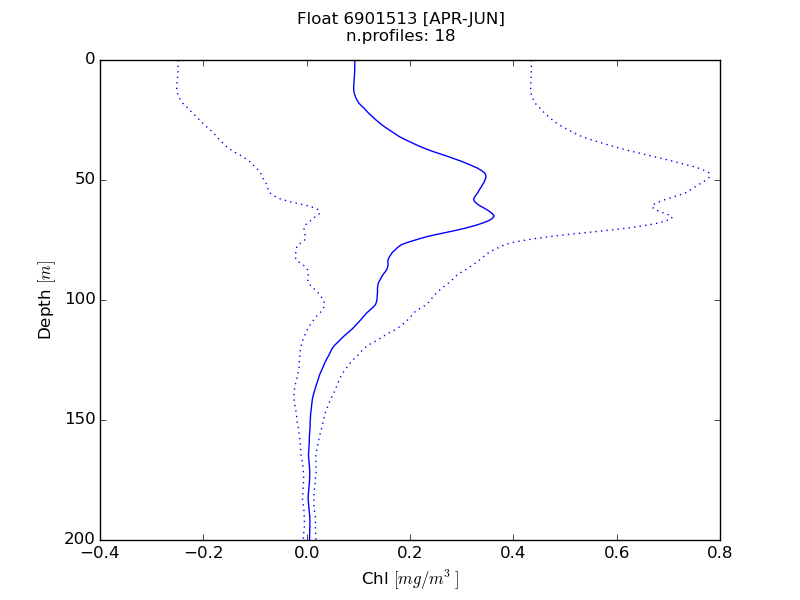 Float 6901513 [APR-JUN]
n.profiles: 18
0
50
100
150
200
Depth [m]
−0.4 −0.2 0.0 0.2 0.4 0.6 0.8
Chl [mg/m³]